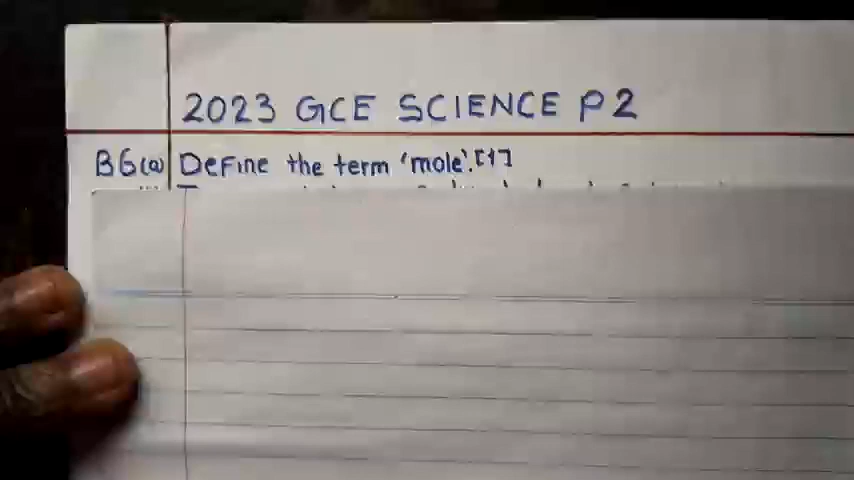 2023 GCE SCIENCE P2
B6(a) Define the term 'mole'. [1]